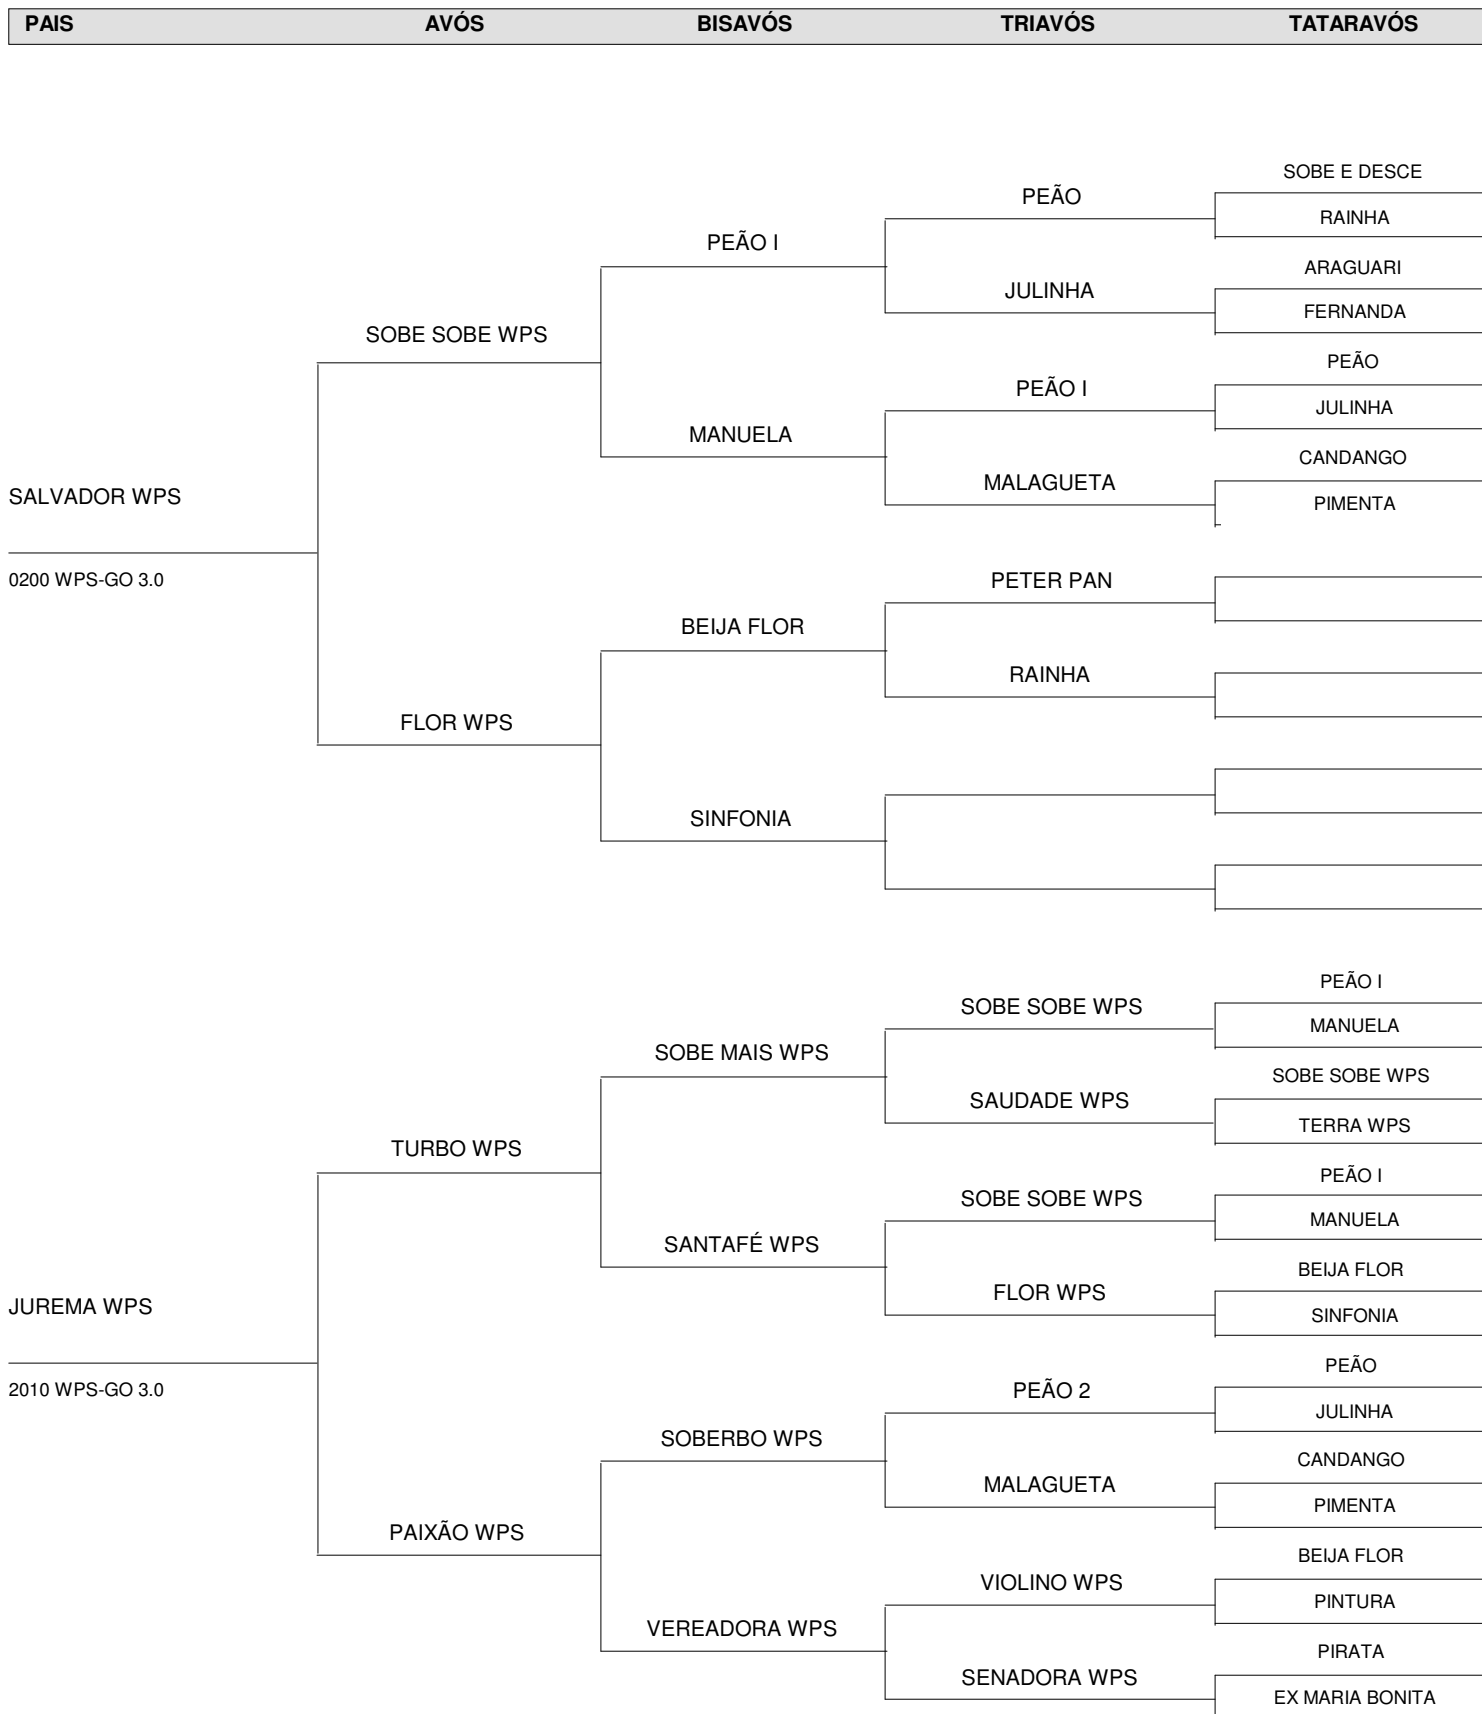 PAIS AVÓS BISAVÓS TRIAVÓS TATARAVÓS
SOBE E DESCE
PEÃO
RAINHA
PEÃO I
ARAGUARI
JULINHA
FERNANDA
SOBE SOBE WPS
PEÃO
PEÃO I
JULINHA
MANUELA
CANDANGO
MALAGUETA
SALVADOR WPS
PIMENTA
0200 WPS-GO 3.0
PETER PAN
BEIJA FLOR
RAINHA
FLOR WPS
SINFONIA
PEÃO I
SOBE SOBE WPS
MANUELA
SOBE MAIS WPS
SOBE SOBE WPS
SAUDADE WPS
TERRA WPS
TURBO WPS
PEÃO I
SOBE SOBE WPS
MANUELA
SANTAFÉ WPS
BEIJA FLOR
FLOR WPS
JUREMA WPS
SINFONIA
PEÃO
2010 WPS-GO 3.0
PEÃO 2
JULINHA
SOBERBO WPS
CANDANGO
MALAGUETA
PIMENTA
PAIXÃO WPS
BEIJA FLOR
VIOLINO WPS
PINTURA
VEREADORA WPS
PIRATA
SENADORA WPS
EX MARIA BONITA